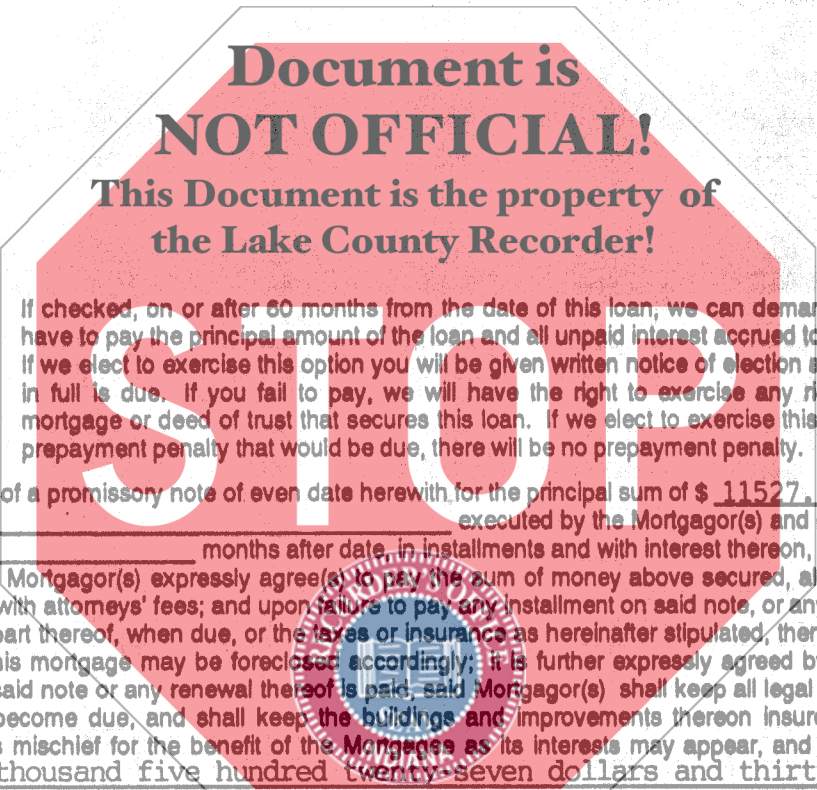 Document is
NOT OFFICIAL!
This Document is the property of
the Lake County Recorder!
If checked, on or after 60 months from the date of this loan, we can
have to pay the principal amount of the loan and all unpaid interest accrued to
If we elect to exercise this option you will be given written notice of election
in full is due. If you fail to pay, we will have the right to exercise any
mortgage or deed of trust that secures this loan. If we elect to exercise this
prepayment penalty that would be due, there will be no prepayment penalty.
STOP
of a promissory note of even date herewith for the principal sum of $ 11527.
executed by the Mortgagor(s) and
months after date, in installments and with interest thereon,
Mortgagor(s) expressly agree(s) to pay the sum of money above secured,
with attorneys' fees; and upon failure to pay any installment on said note, or
part thereof, when due, or the taxes or insurance as hereinafter stipulated,
this mortgage may be foreclosed accordingly; it is further expressly agreed
said note or any renewal thereof is paid, said Mortgagor(s) shall keep all legal
become due, and shall keep the buildings and improvements thereon
mischief for the benefit of the Mortgagee as its interests may appear, and
thousand five hundred twenty-seven dollars and
RECORDER'S OFFICE
INDIANA